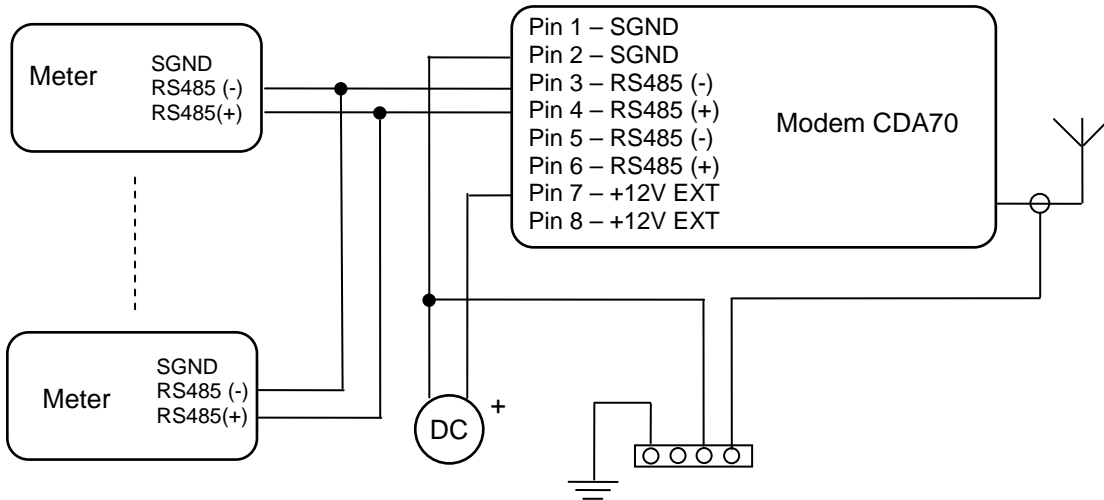 Meter
SGND
RS485 (-)
RS485(+)
Pin 1 – SGND
Pin 2 – SGND
Pin 3 – RS485 (-)
Pin 4 – RS485 (+)
Pin 5 – RS485 (-)
Pin 6 – RS485 (+)
Pin 7 – +12V EXT
Pin 8 – +12V EXT
Modem CDA70
Meter
SGND
RS485 (-)
RS485(+)
DC
+